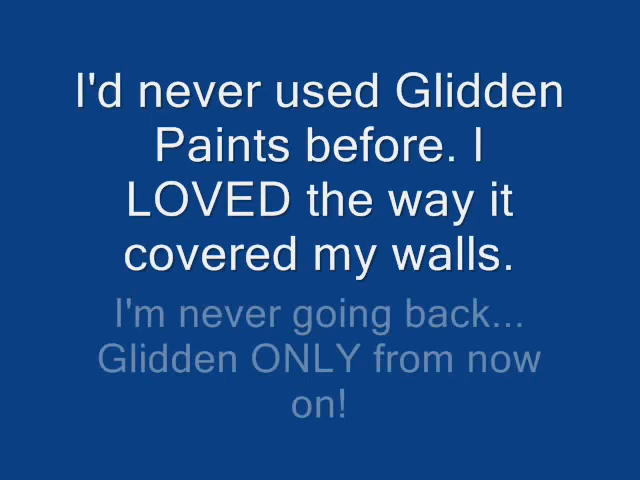 I'd never used Glidden
Paints before. I
LOVED the way it
covered my walls.
I'm never going back...
Glidden ONLY from now
on!